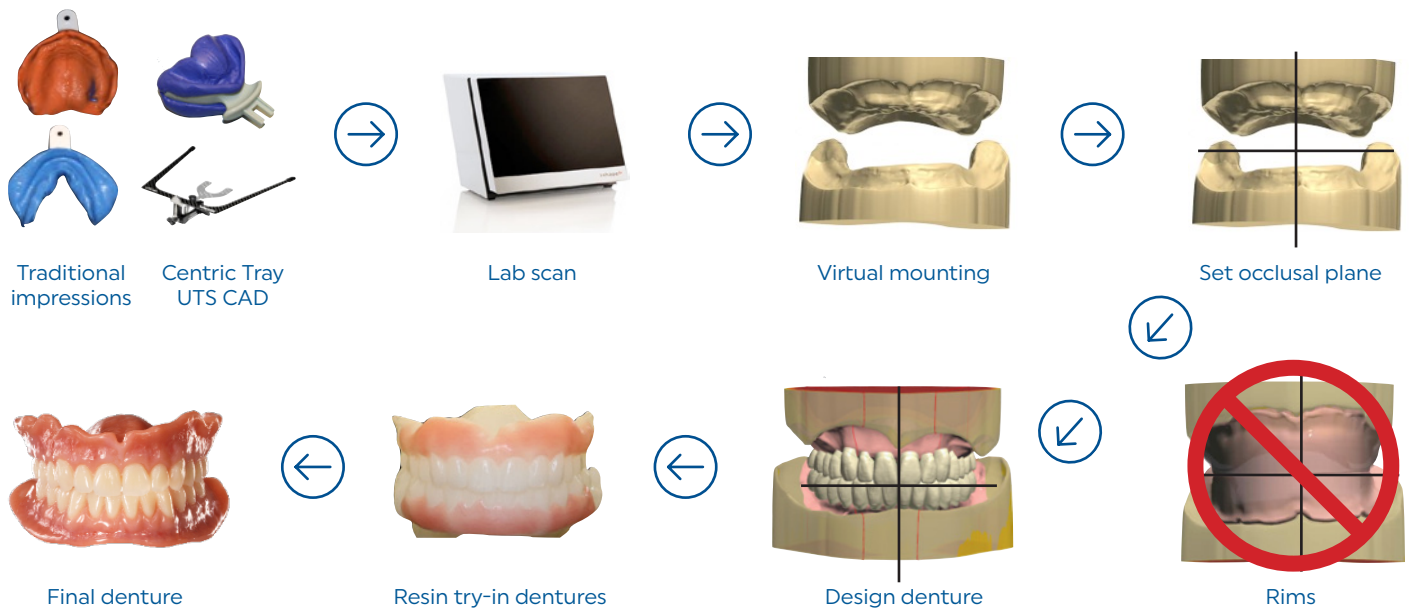 Traditional
impressions
Centric Tray
UTS CAD
Lab scan
Virtual mounting
Set occlusal plane
Final denture
Resin try-in dentures
Design denture
Rims